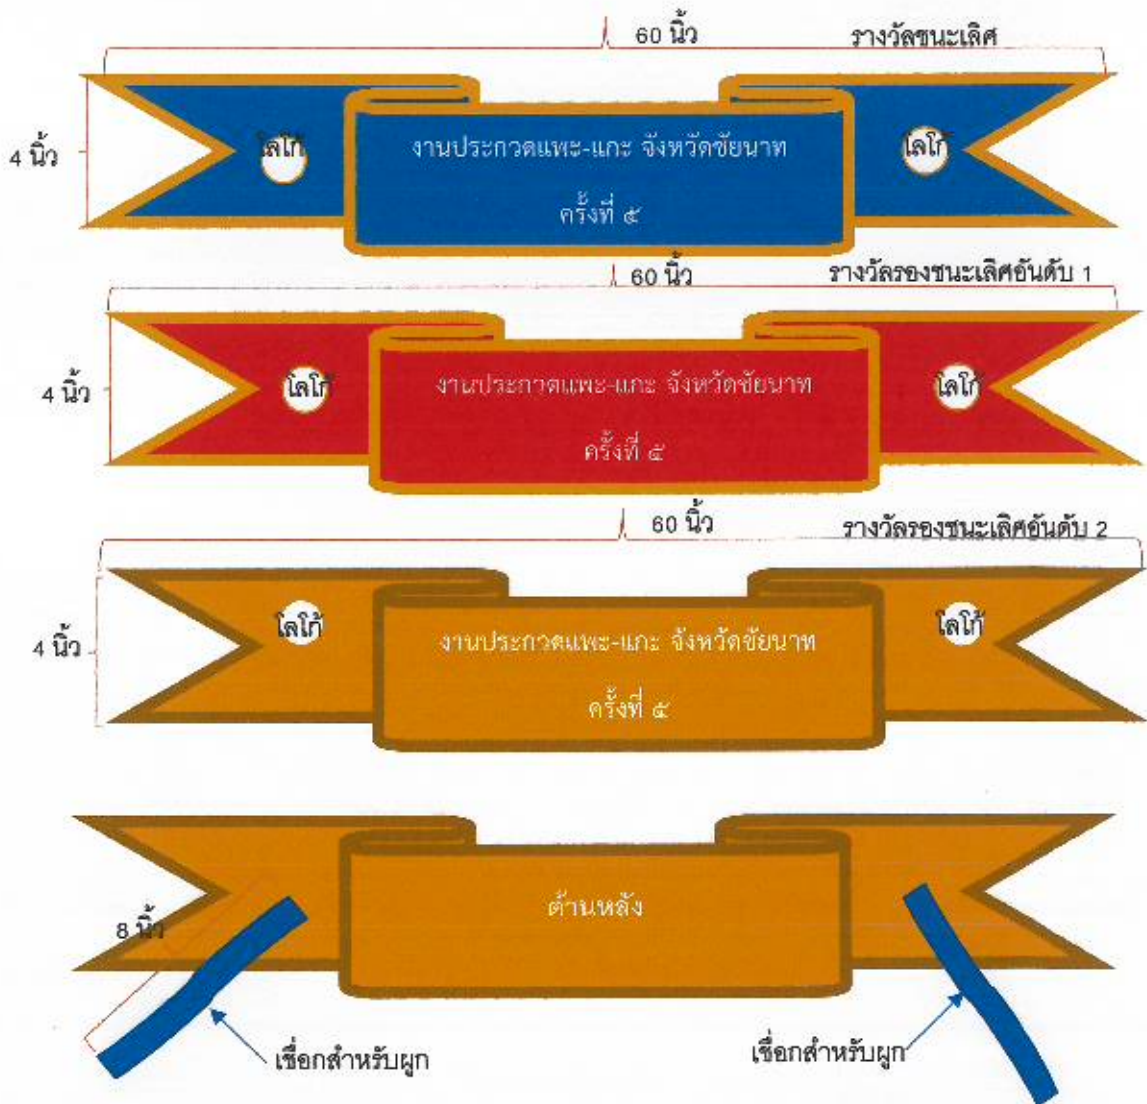 60 นิ้ว
รางวัลชนะเลิศ
4 นิ้ว
โลโก้
งานประกวดแพะ-แกะ จังหวัดชัยนาท
ครั้งที่ ๕
โลโก้
60 นิ้ว
รางวัลรองชนะเลิศอันดับ 1
4 นิ้ว
โลโก้
งานประกวดแพะ-แกะ จังหวัดชัยนาท
ครั้งที่ ๕
โลโก้
60 นิ้ว
รางวัลรองชนะเลิศอันดับ 2
4 นิ้ว
โลโก้
งานประกวดแพะ-แกะ จังหวัดชัยนาท
ครั้งที่ ๕
โลโก้
ด้านหลัง
8 นิ้ว
เชื่อกสำหรับผูก
เชื่อกสำหรับผูก